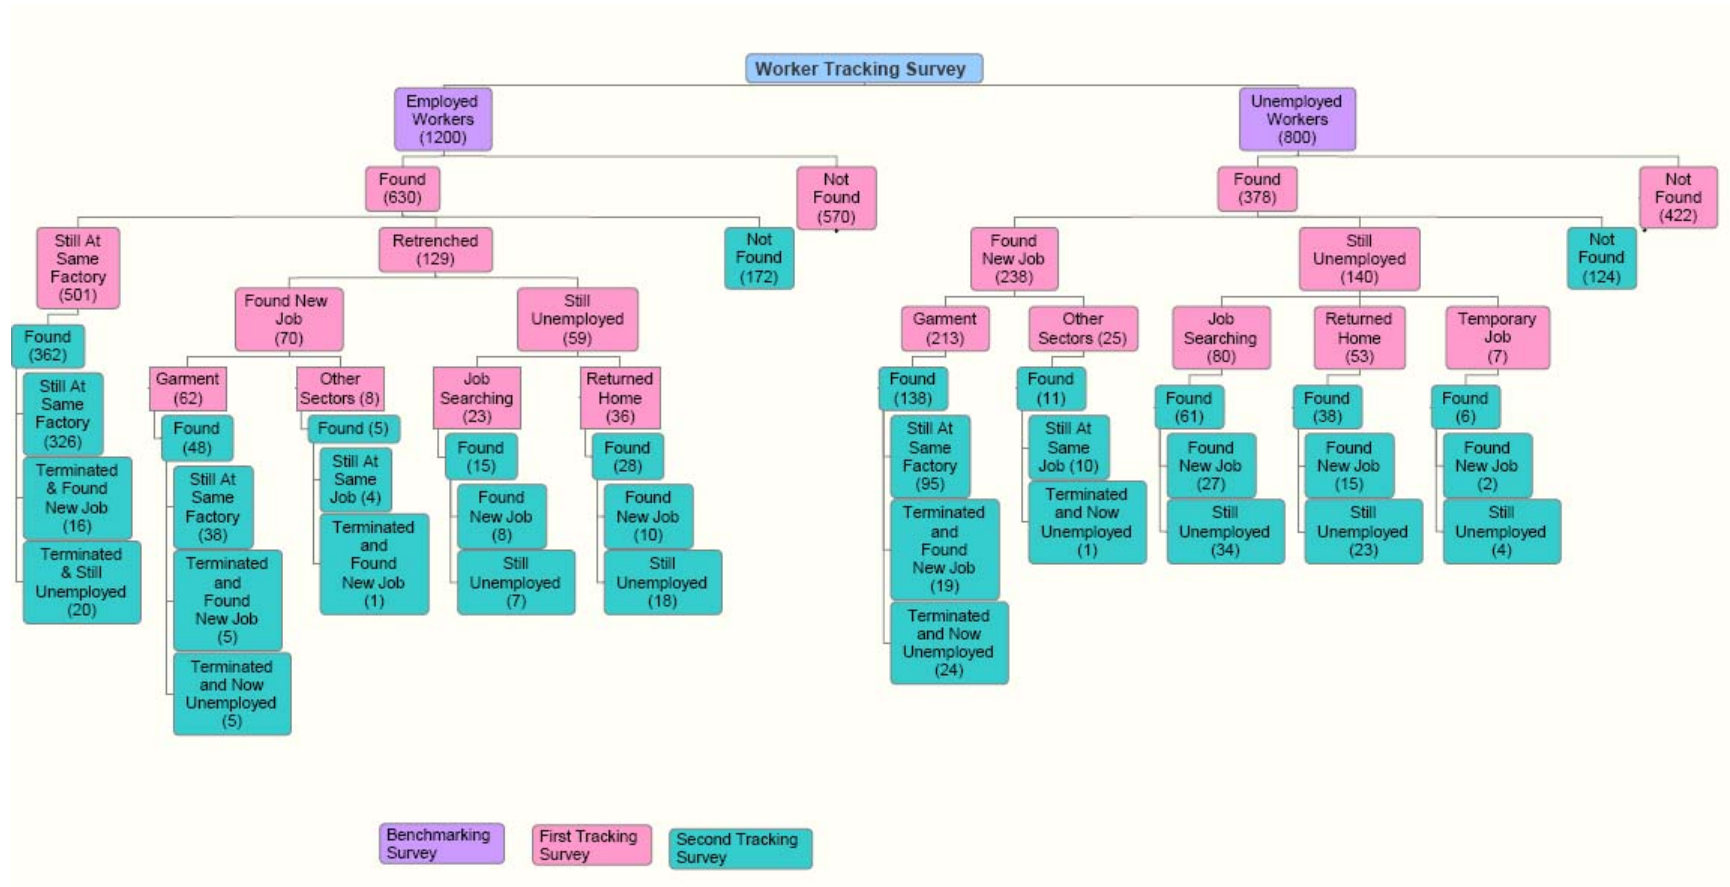 Worker Tracking Survey
Employed
Workers
(1200)
Unemployed
Workers
(800)
Found
(630)
Not
Found
(570)
Found
(378)
Not
Found
(422)
Still At
Same
Factory
(501)
Retrenched
(129)
Not
Found
(172)
Found
New Job
(238)
Still
Unemployed
(140)
Not
Found
(124)
Found New
Job
(70)
Still
Unemployed
(59)
Garment
(213)
Other
Sectors (25)
Job
Searching
(80)
Returned
Home
(53)
Temporary
Job
(7)
Found
(362)
Still At
Same
Factory
(326)
Terminated
& Found
New Job
(16)
Terminated
& Still
Unemployed
(20)
Garment
(62)
Found
(48)
Still At
Same
Factory
(38)
Terminated
and
Found
New Job
(5)
Terminated
and Now
Unemployed
(5)
Other
Sectors (8)
Found (5)
Still At
Same
Job (4)
Terminated
and
Found
New Job
(1)
Job
Searching
(23)
Found
(15)
Found
New Job
(8)
Still
Unemployed
(7)
Returned
Home
(36)
Found
(28)
Found
New Job
(10)
Still
Unemployed
(18)
Found
(138)
Still At
Same
Factory
(95)
Terminated
and
Found
New Job
(19)
Terminated
and Now
Unemployed
(24)
Found
(11)
Still At
Same
Job (10)
Terminated
and Now
Unemployed
(1)
Found
(61)
Found
New Job
(27)
Still
Unemployed
(34)
Found
(38)
Found
New Job
(15)
Still
Unemployed
(23)
Found
(6)
Found
New Job
(2)
Still
Unemployed
(4)
Benchmarking
Survey
First Tracking
Survey
Second Tracking
Survey